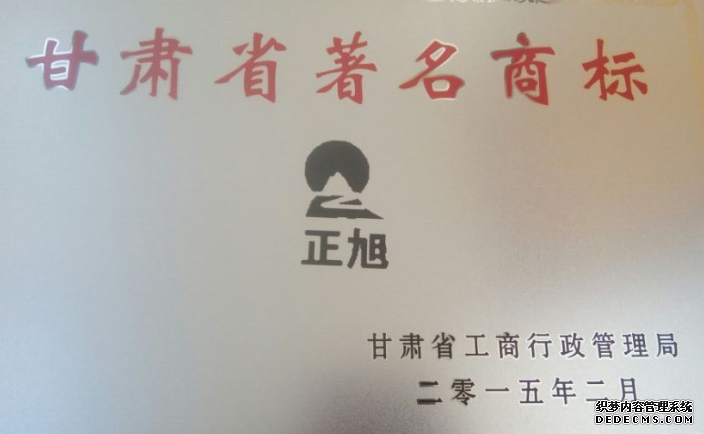 甘肃省著名商标
正旭
甘肃省工商行政管理局
二零一五年二月
织梦内容管理系统
DEDECMS.COM